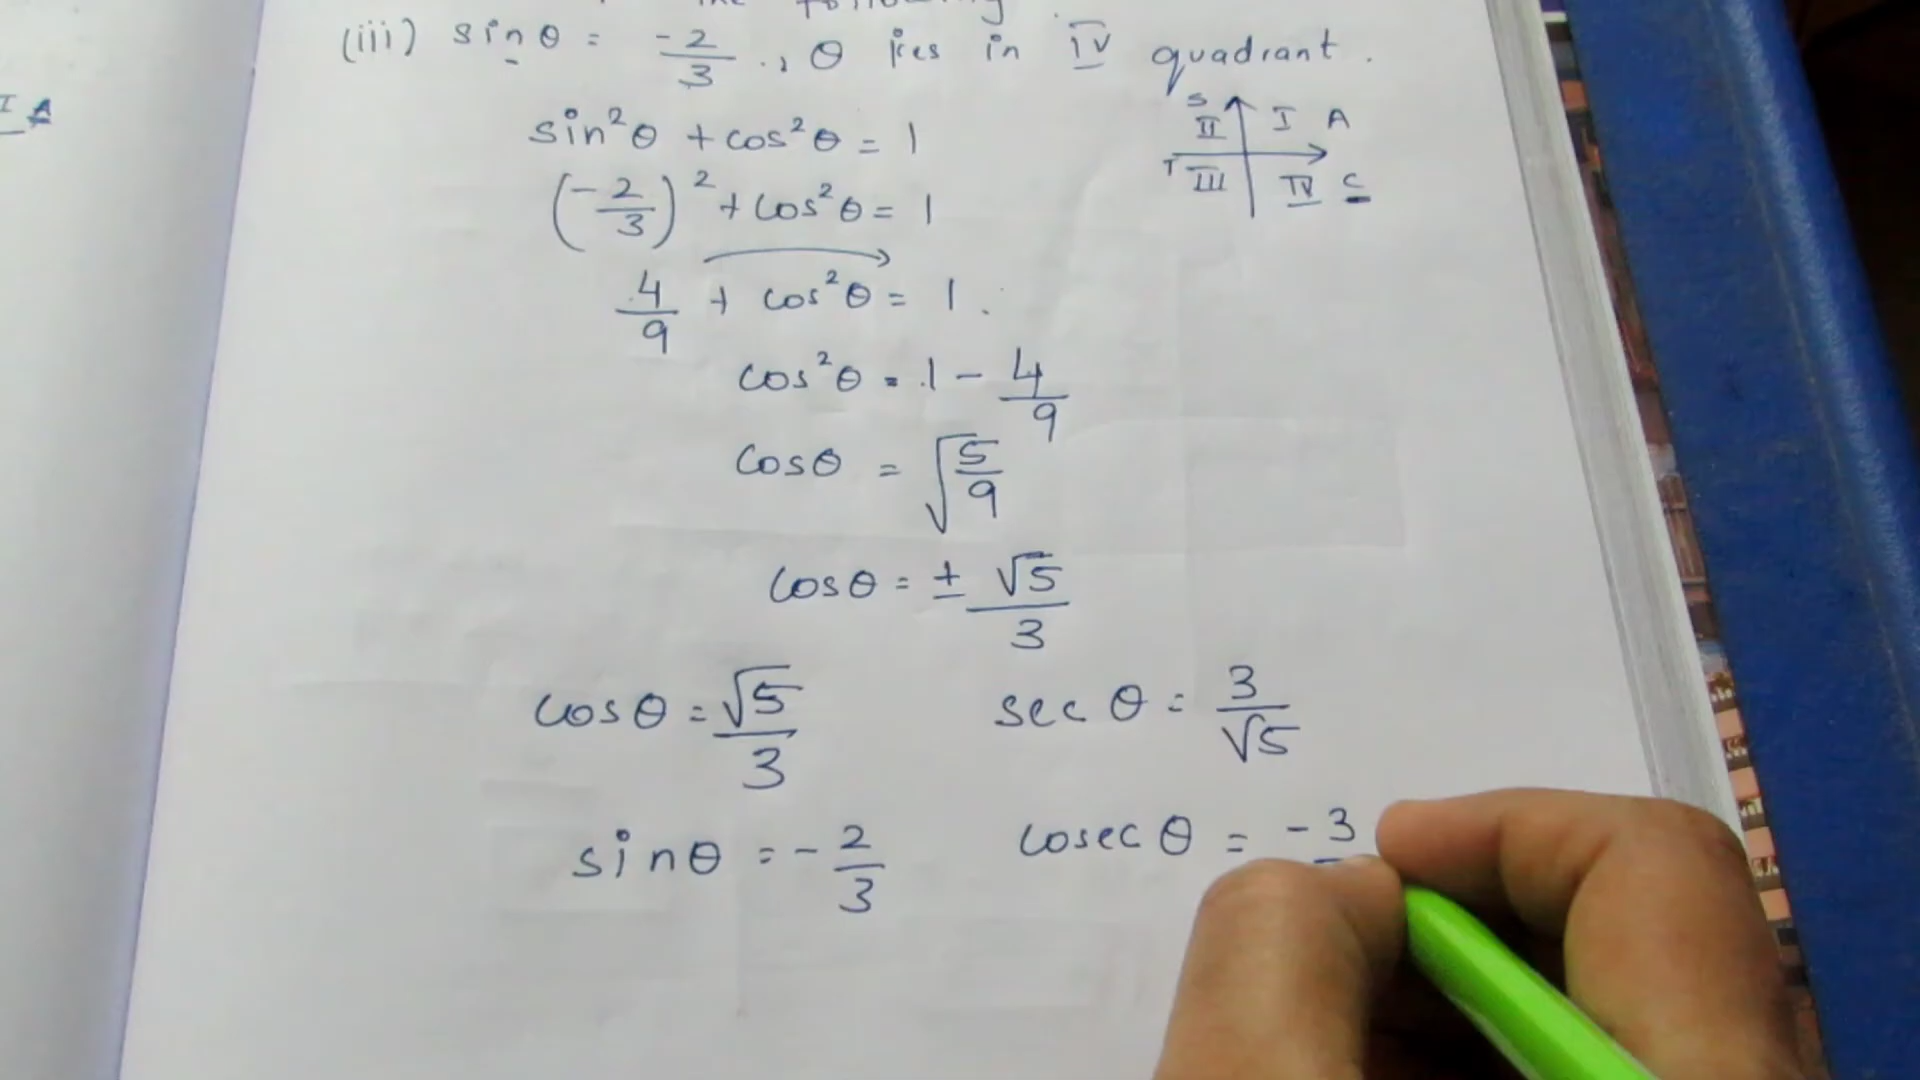 the following
(iii) sin θ = -2/3 ., θ lies in IV quadrant.
I A
S II I A
T III IV C
sin²θ + cos²θ = 1
(-2/3)² + cos²θ = 1
4/9 + cos²θ = 1.
cos²θ = 1 - 4/9
cos θ = √(5/9)
cos θ = ± √5/3
cos θ = √5/3 sec θ = 3/√5
sin θ = - 2/3 cosec θ = -3